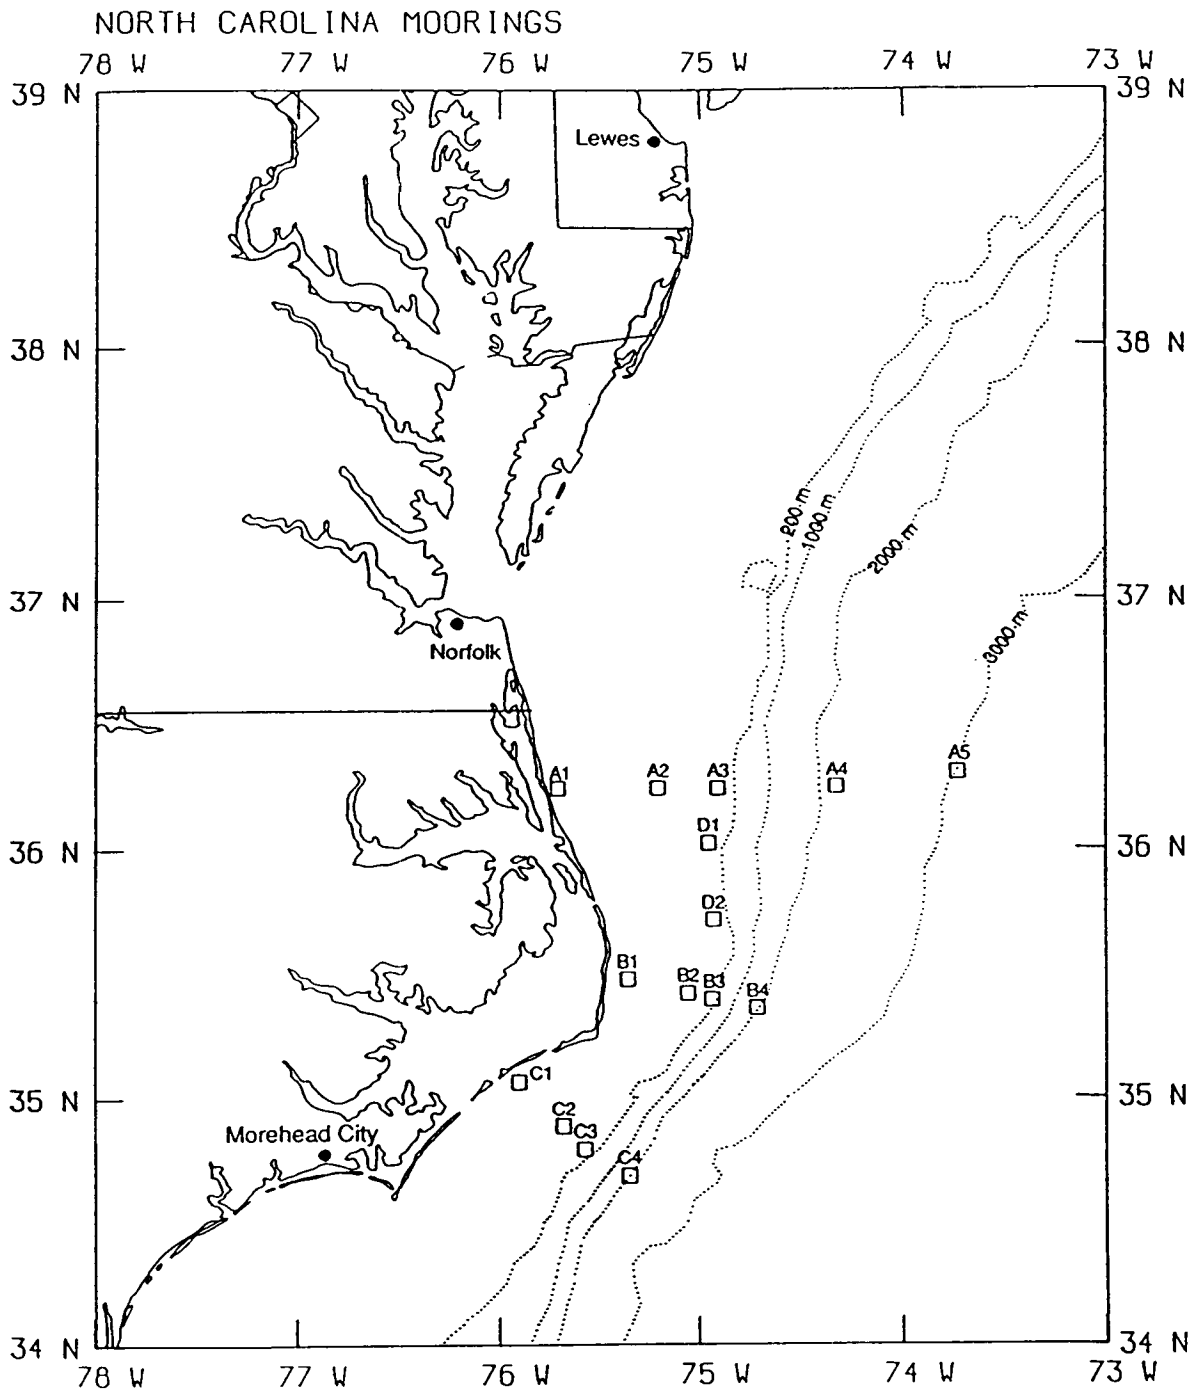 NORTH CAROLINA MOORINGS
78 W 77 W 76 W 75 W 74 W 73 W
39 N 39 N
Lewes
38 N 38 N
200 m
1000 m
2000 m
37 N 37 N
3000 m
Norfolk
A1 A2 A3 A4 A5
D1
36 N 36 N
D2
B1 B2 B3 B4
C1
35 N 35 N
C2
Morehead City C3
C4
34 N 34 N
78 W 77 W 76 W 75 W 74 W 73 W